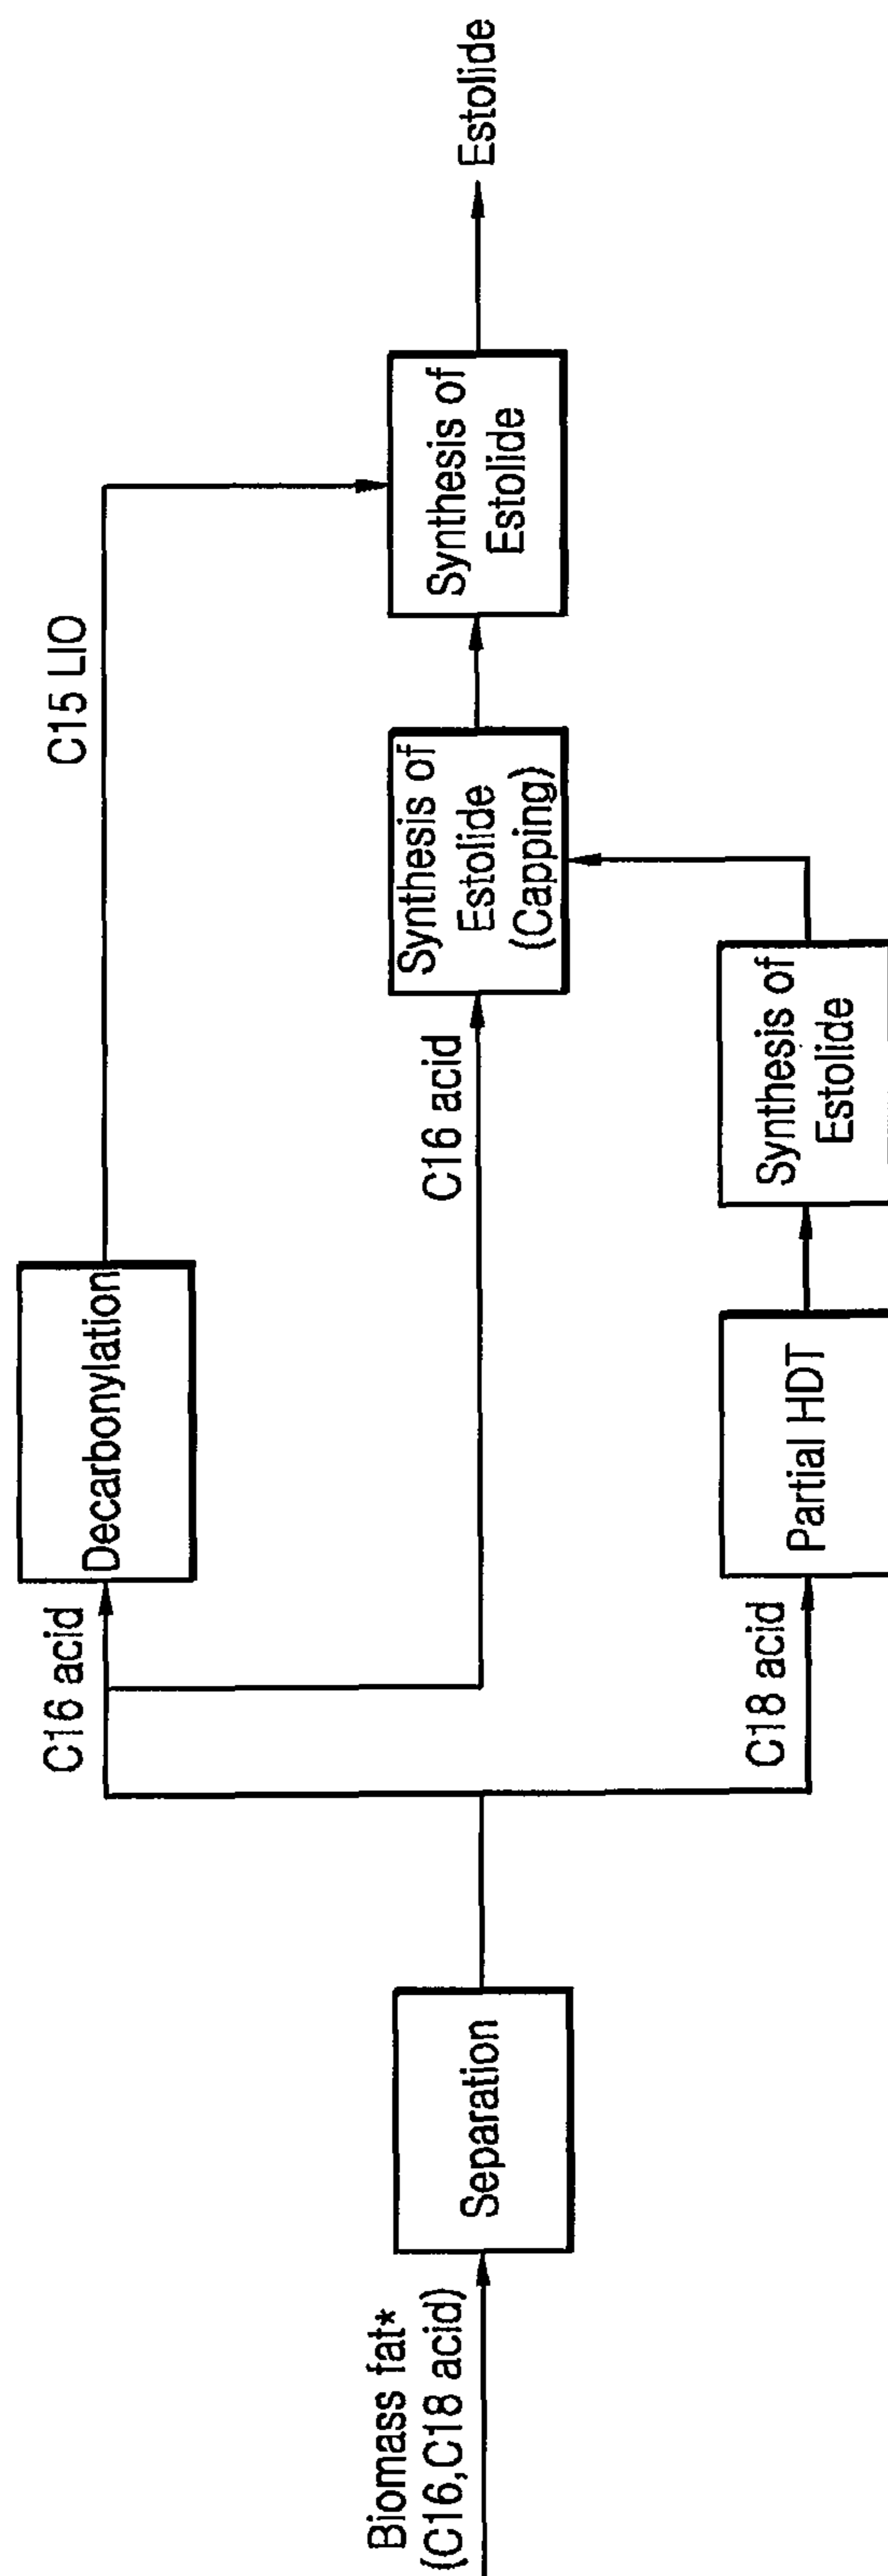 Biomass fat*
(C16,C18 acid)
Separation
C16 acid
Decarbonylation
C15 LIO
C16 acid
Synthesis of
Estolide
(Capping)
Synthesis of
Estolide
Estolide
C18 acid
Partial HDT
Synthesis of
Estolide